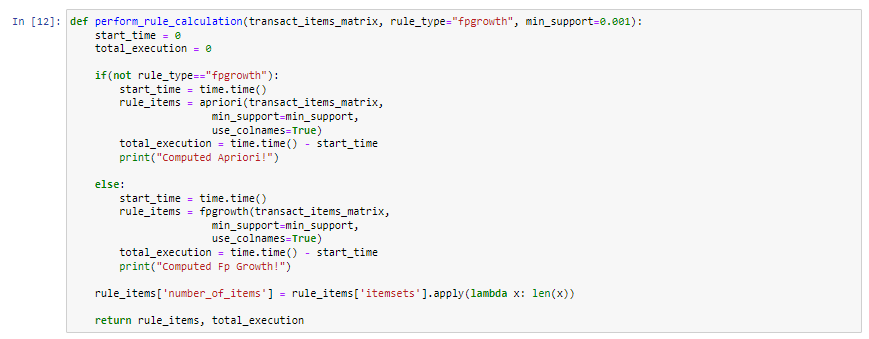 In [12]: def perform_rule_calculation(transact_items_matrix, rule_type="fpgrowth", min_support=0.001):
    start_time = 0
    total_execution = 0

    if(not rule_type=="fpgrowth"):
        start_time = time.time()
        rule_items = apriori(transact_items_matrix,
                       min_support=min_support,
                       use_colnames=True)
        total_execution = time.time() - start_time
        print("Computed Apriori!")

    else:
        start_time = time.time()
        rule_items = fpgrowth(transact_items_matrix,
                       min_support=min_support,
                       use_colnames=True)
        total_execution = time.time() - start_time
        print("Computed Fp Growth!")

    rule_items['number_of_items'] = rule_items['itemsets'].apply(lambda x: len(x))

    return rule_items, total_execution